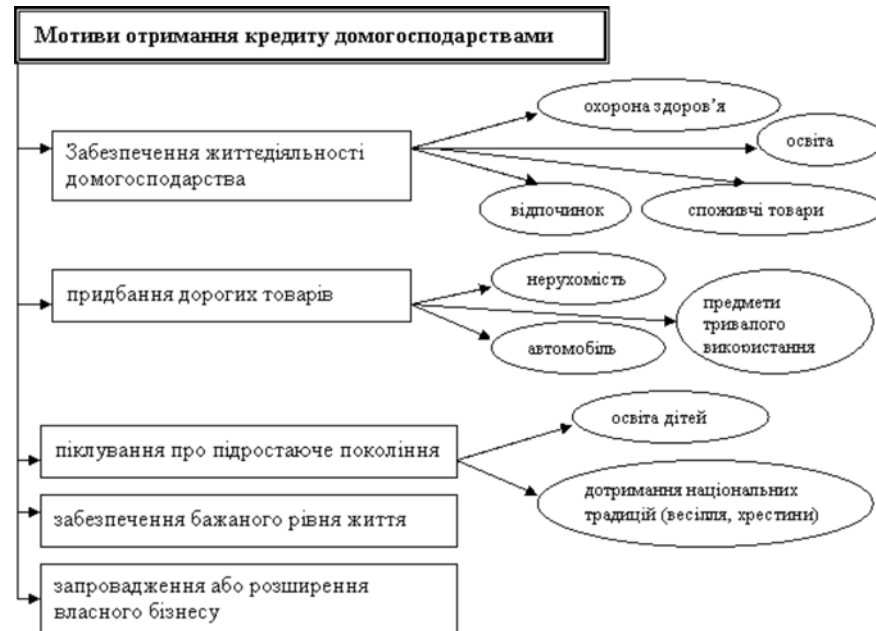 Мотиви отримання кредиту домогосподарствами
охорона здоров’я
освіта
Забезпечення життєдіяльності
домогосподарства
відпочинок
споживчі товари
нерухомість
придбання дорогих товарів
предмети
тривалого
використання
автомобіль
освіта дітей
піклування про підростаюче покоління
дотримання національних
традицій (весілля, хрестини)
забезпечення бажаного рівня життя
запровадження або розширення
власного бізнесу